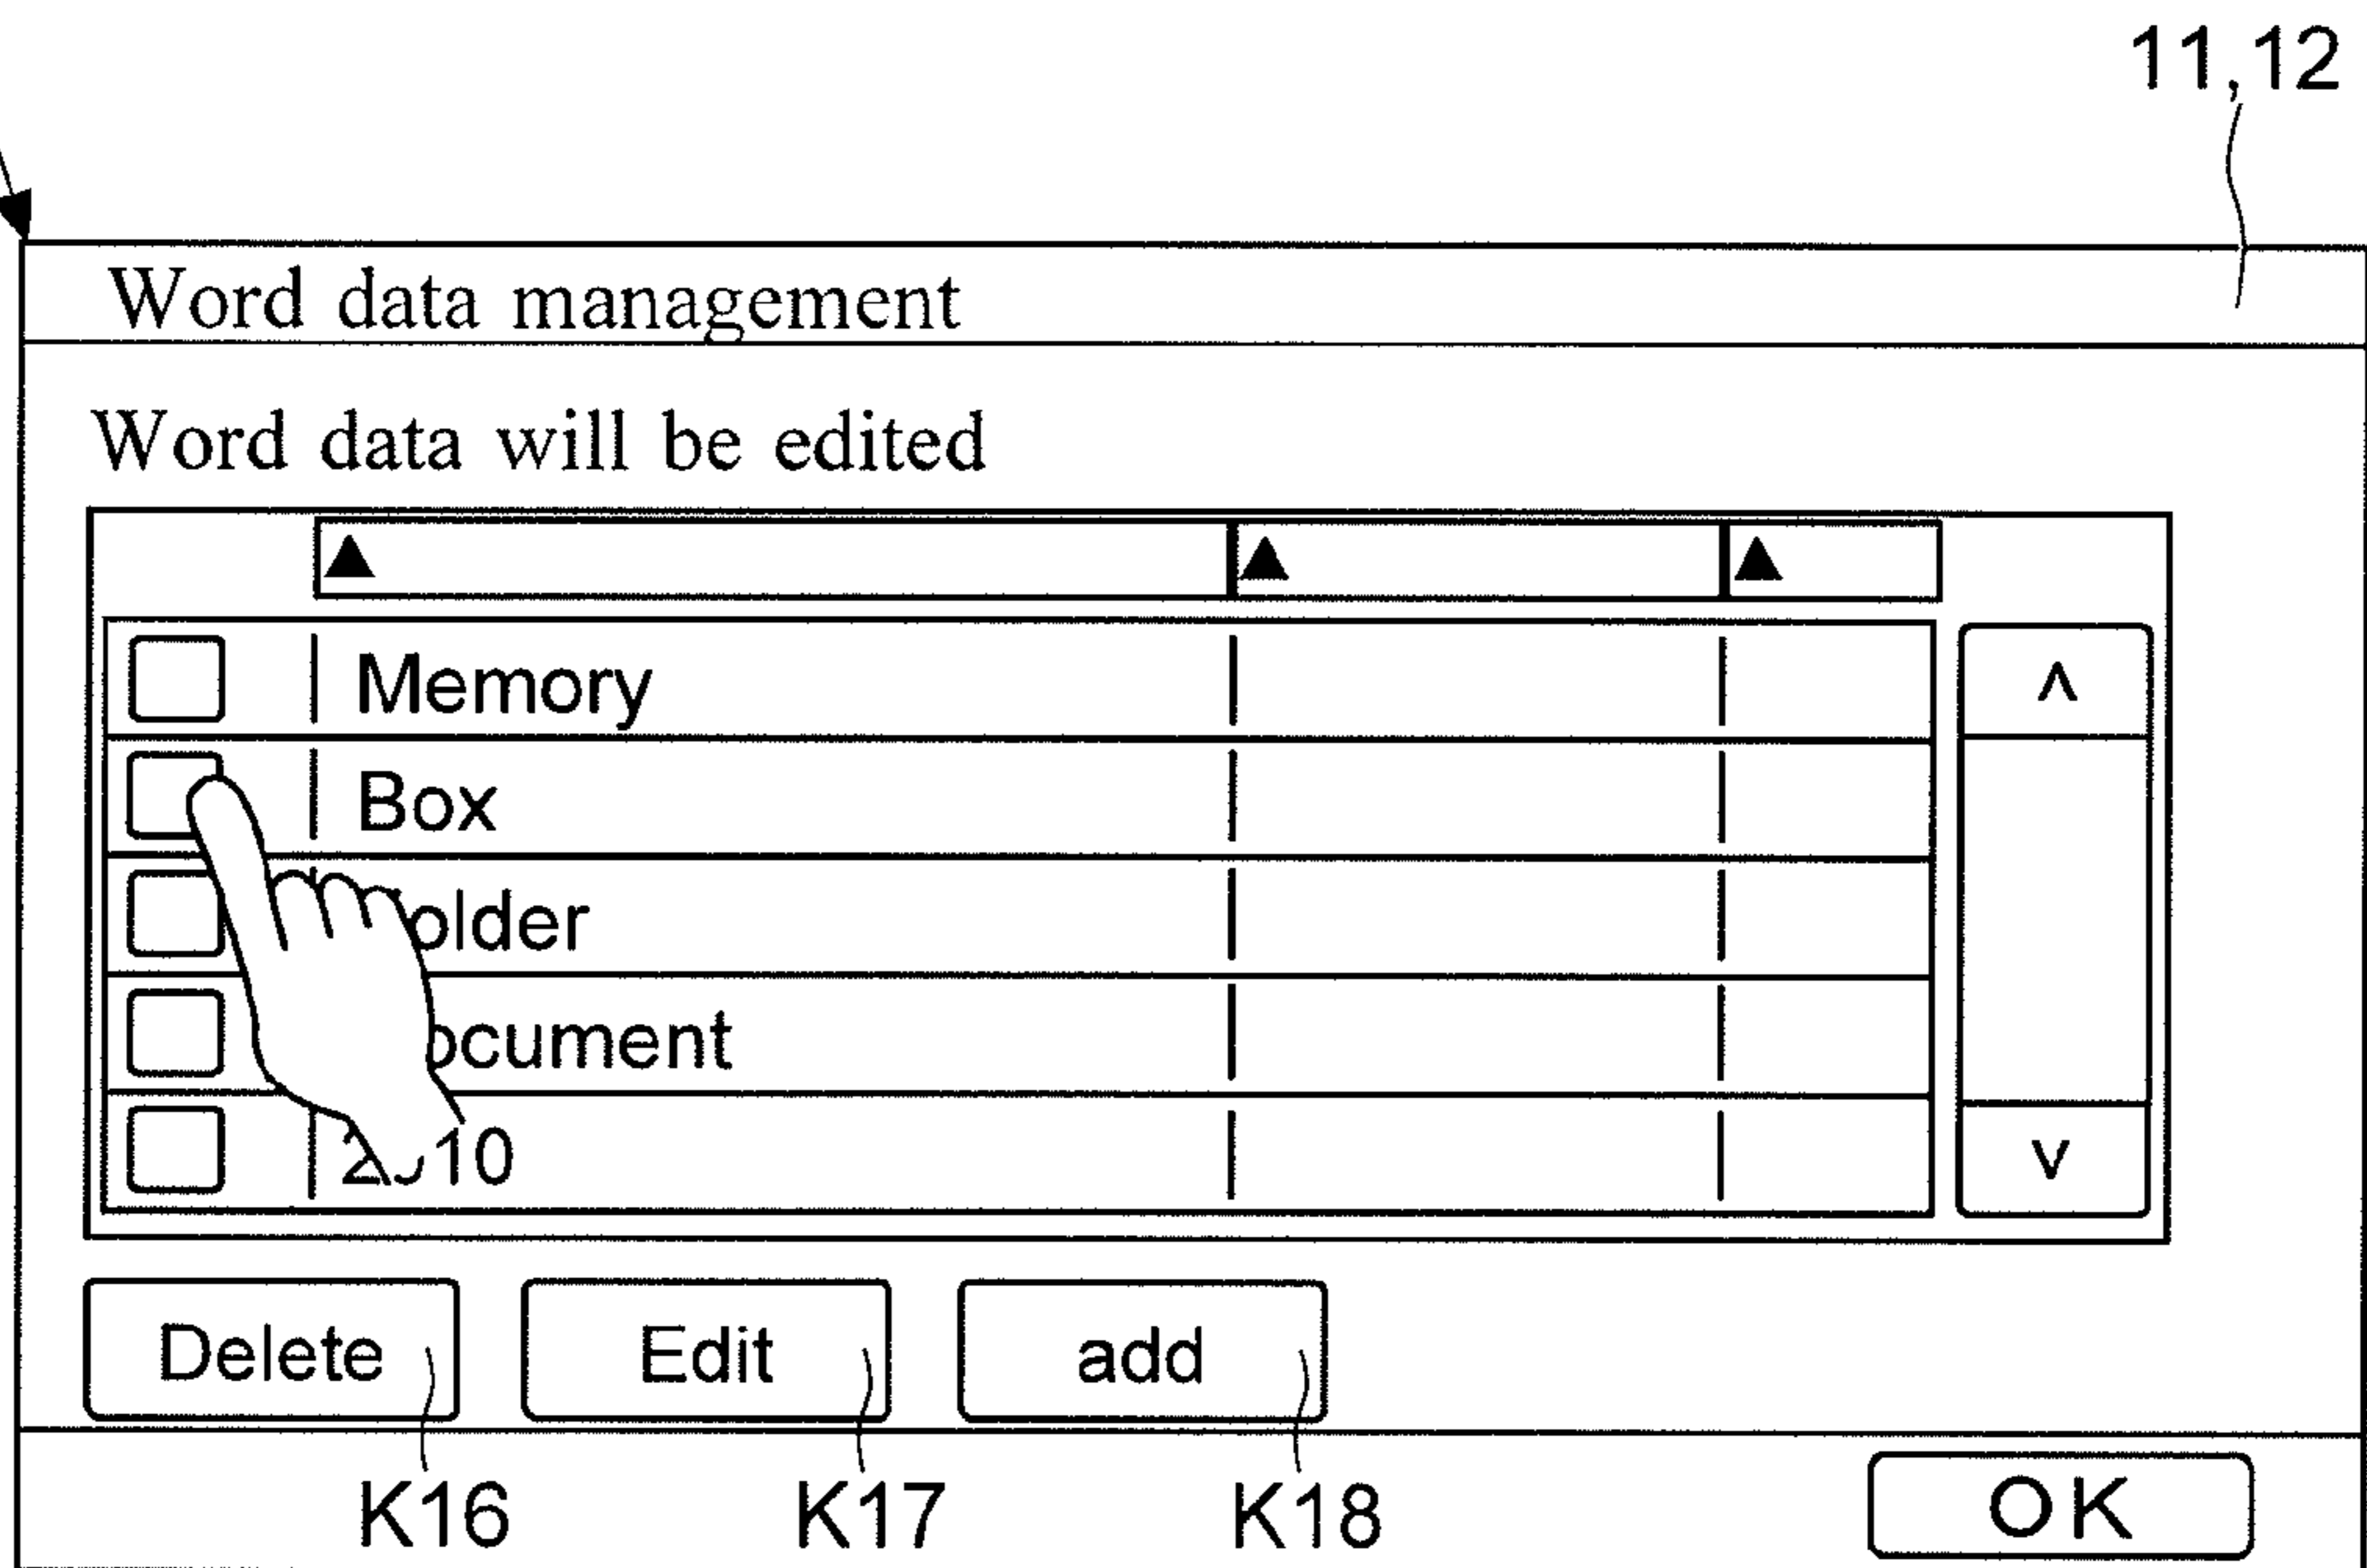 11,12
Word data management
Word data will be edited
▲ ▲ ▲
Memory
Box
older
ocument
10
Delete Edit add
K16 K17 K18 OK